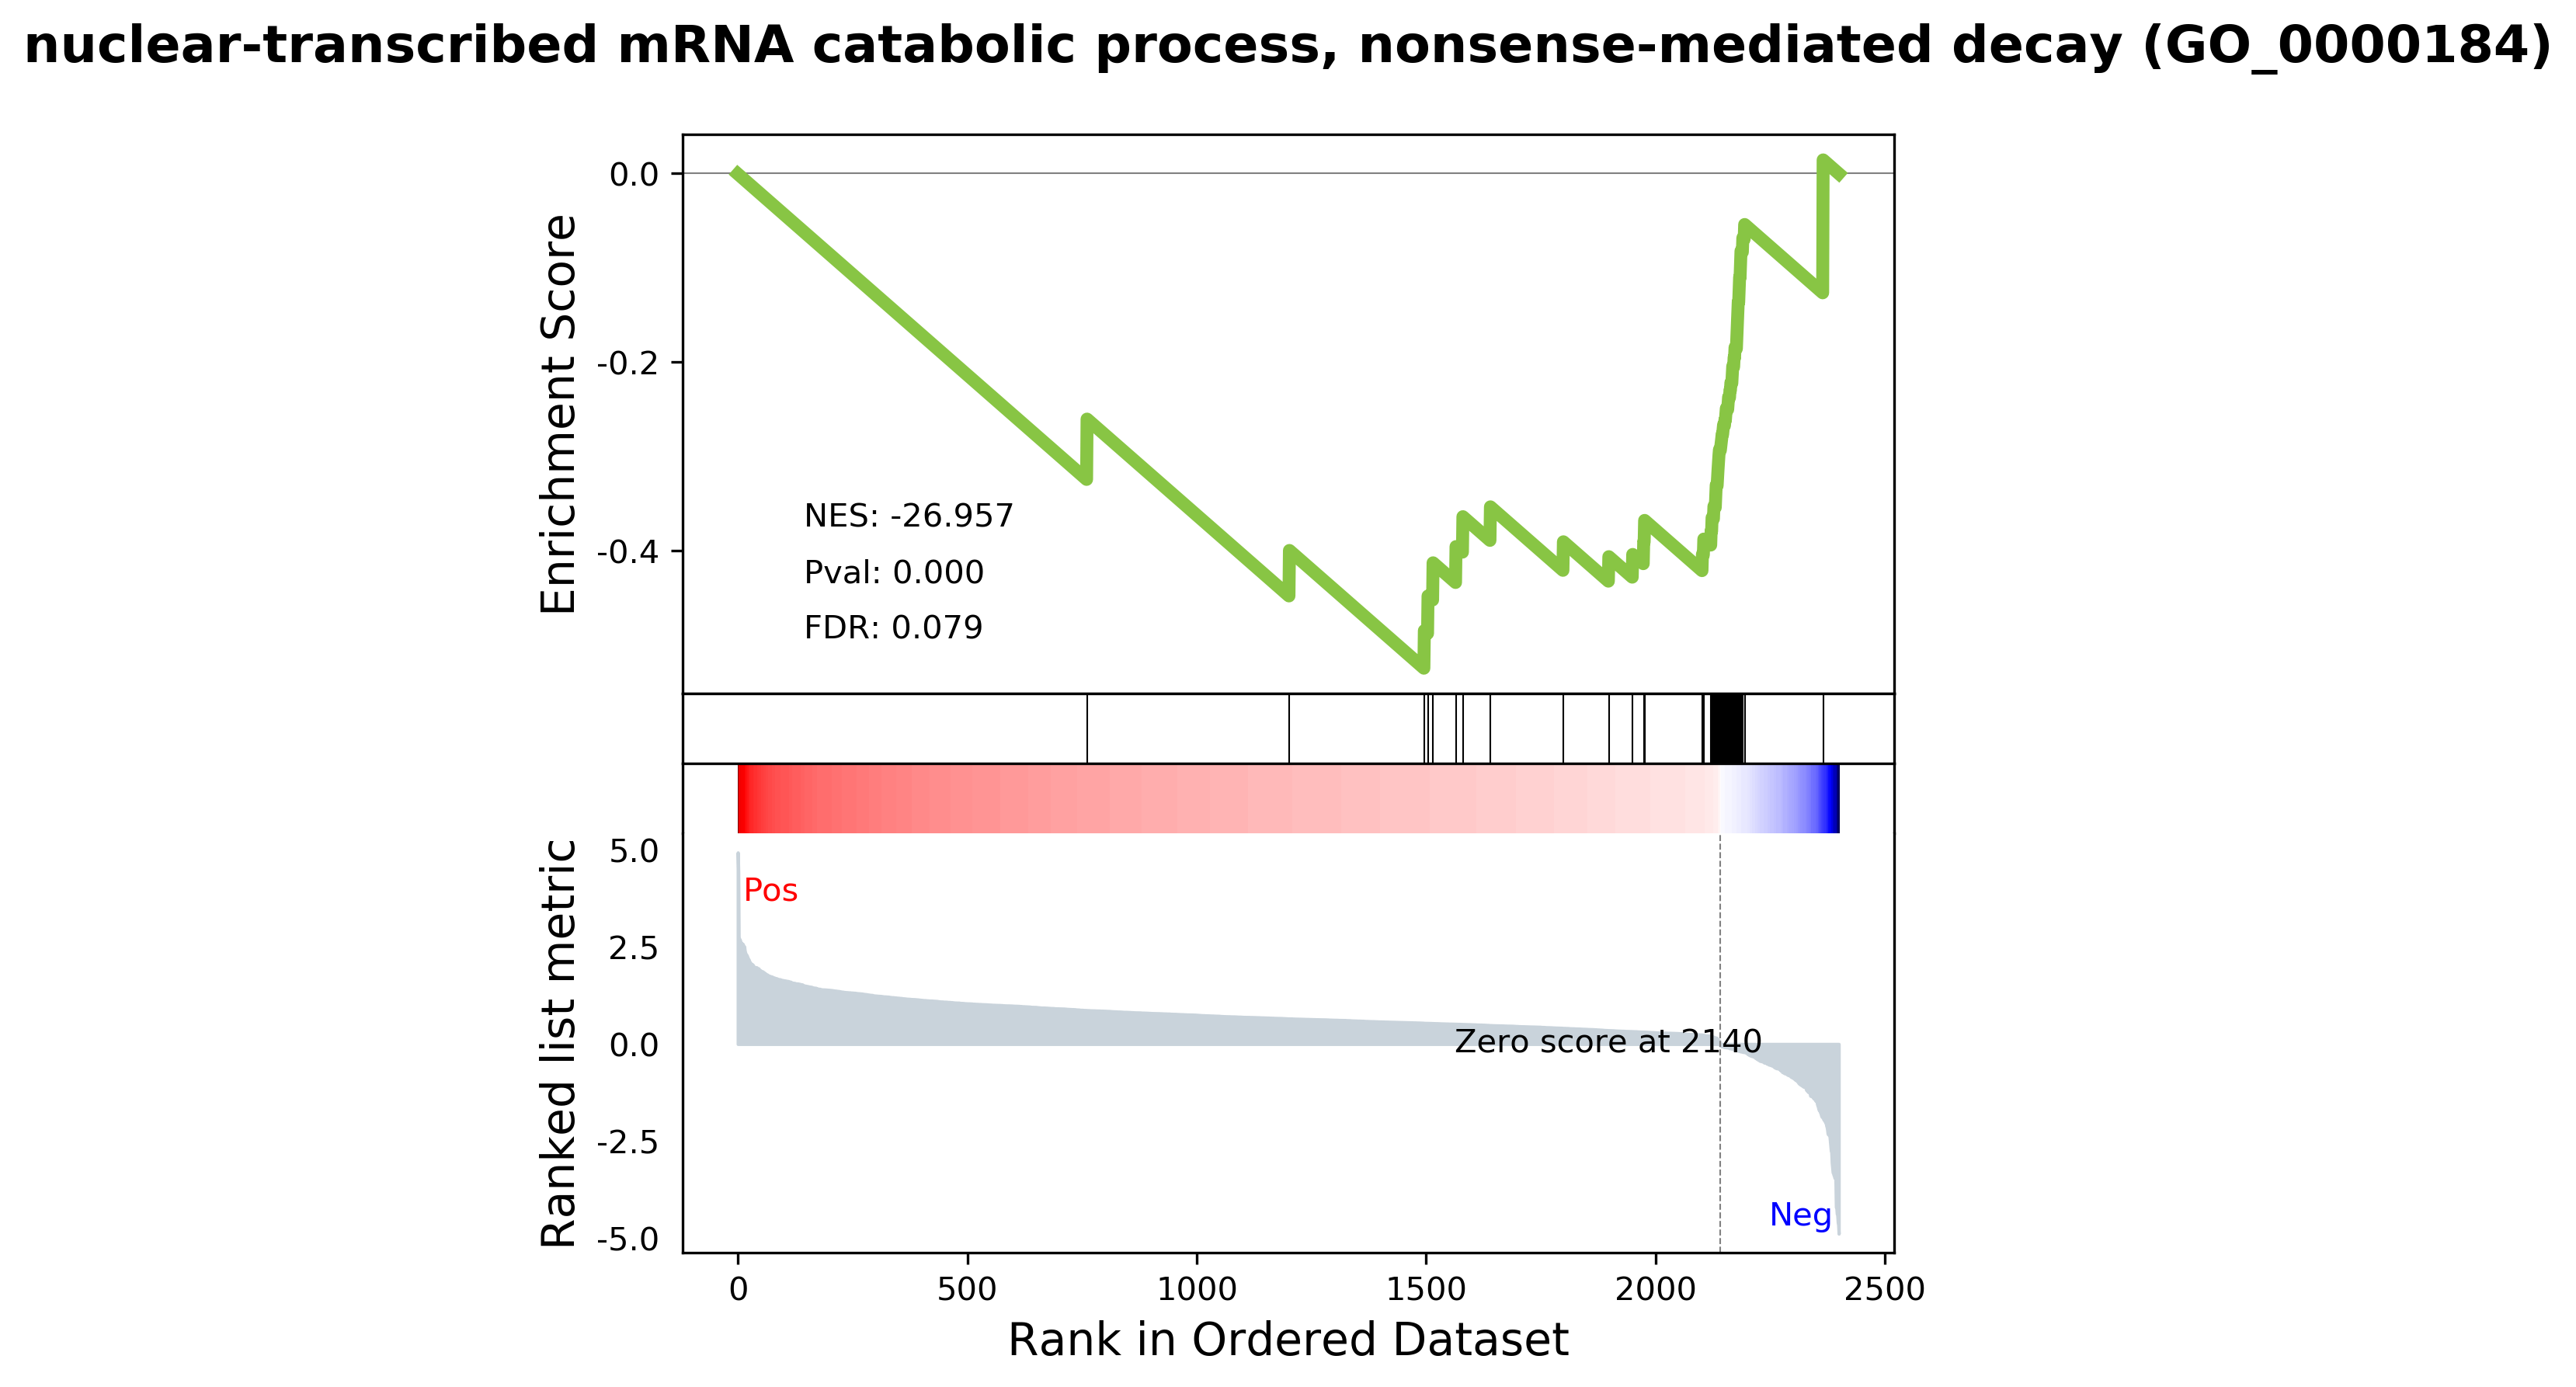 nuclear-transcribed mRNA catabolic process, nonsense-mediated decay (GO_0000184)
Enrichment Score
0.0
-0.2
-0.4
NES: -26.957
Pval: 0.000
FDR: 0.079
Ranked list metric
5.0
2.5
0.0
-2.5
-5.0
Pos
Zero score at 2140
Neg
0 500 1000 1500 2000 2500
Rank in Ordered Dataset